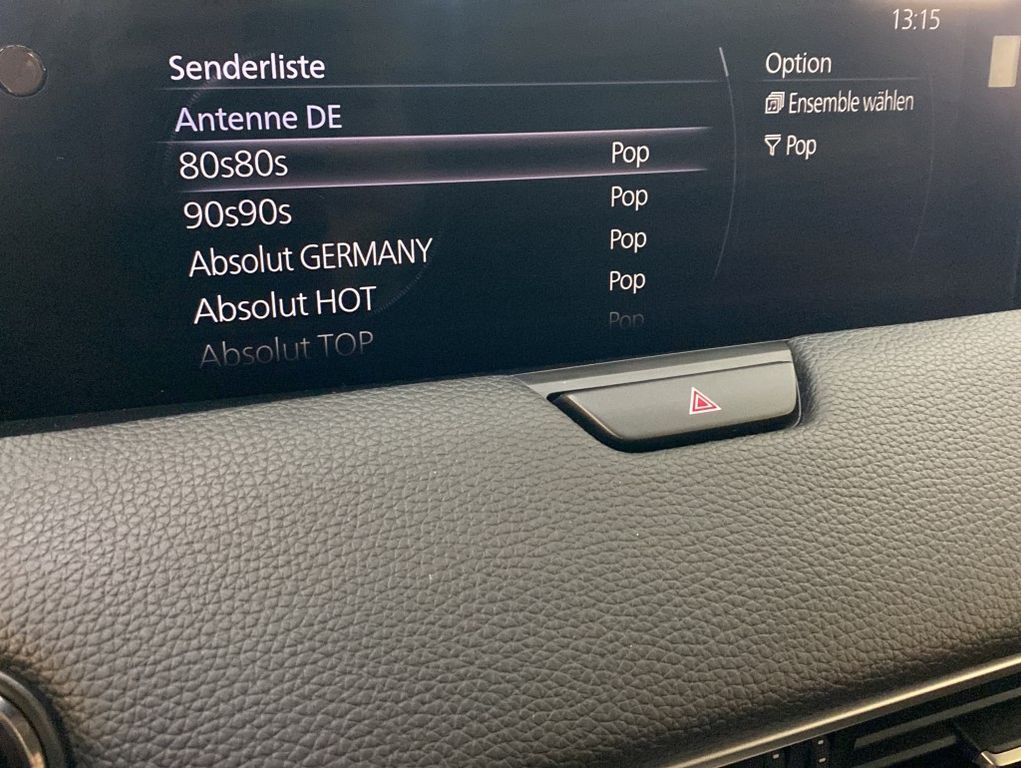 13:15
Senderliste
Antenne DE
80s80s Pop
90s90s Pop
Absolut GERMANY Pop
Absolut HOT Pop
Absolut TOP Pop
Option
Ensemble wählen
Pop